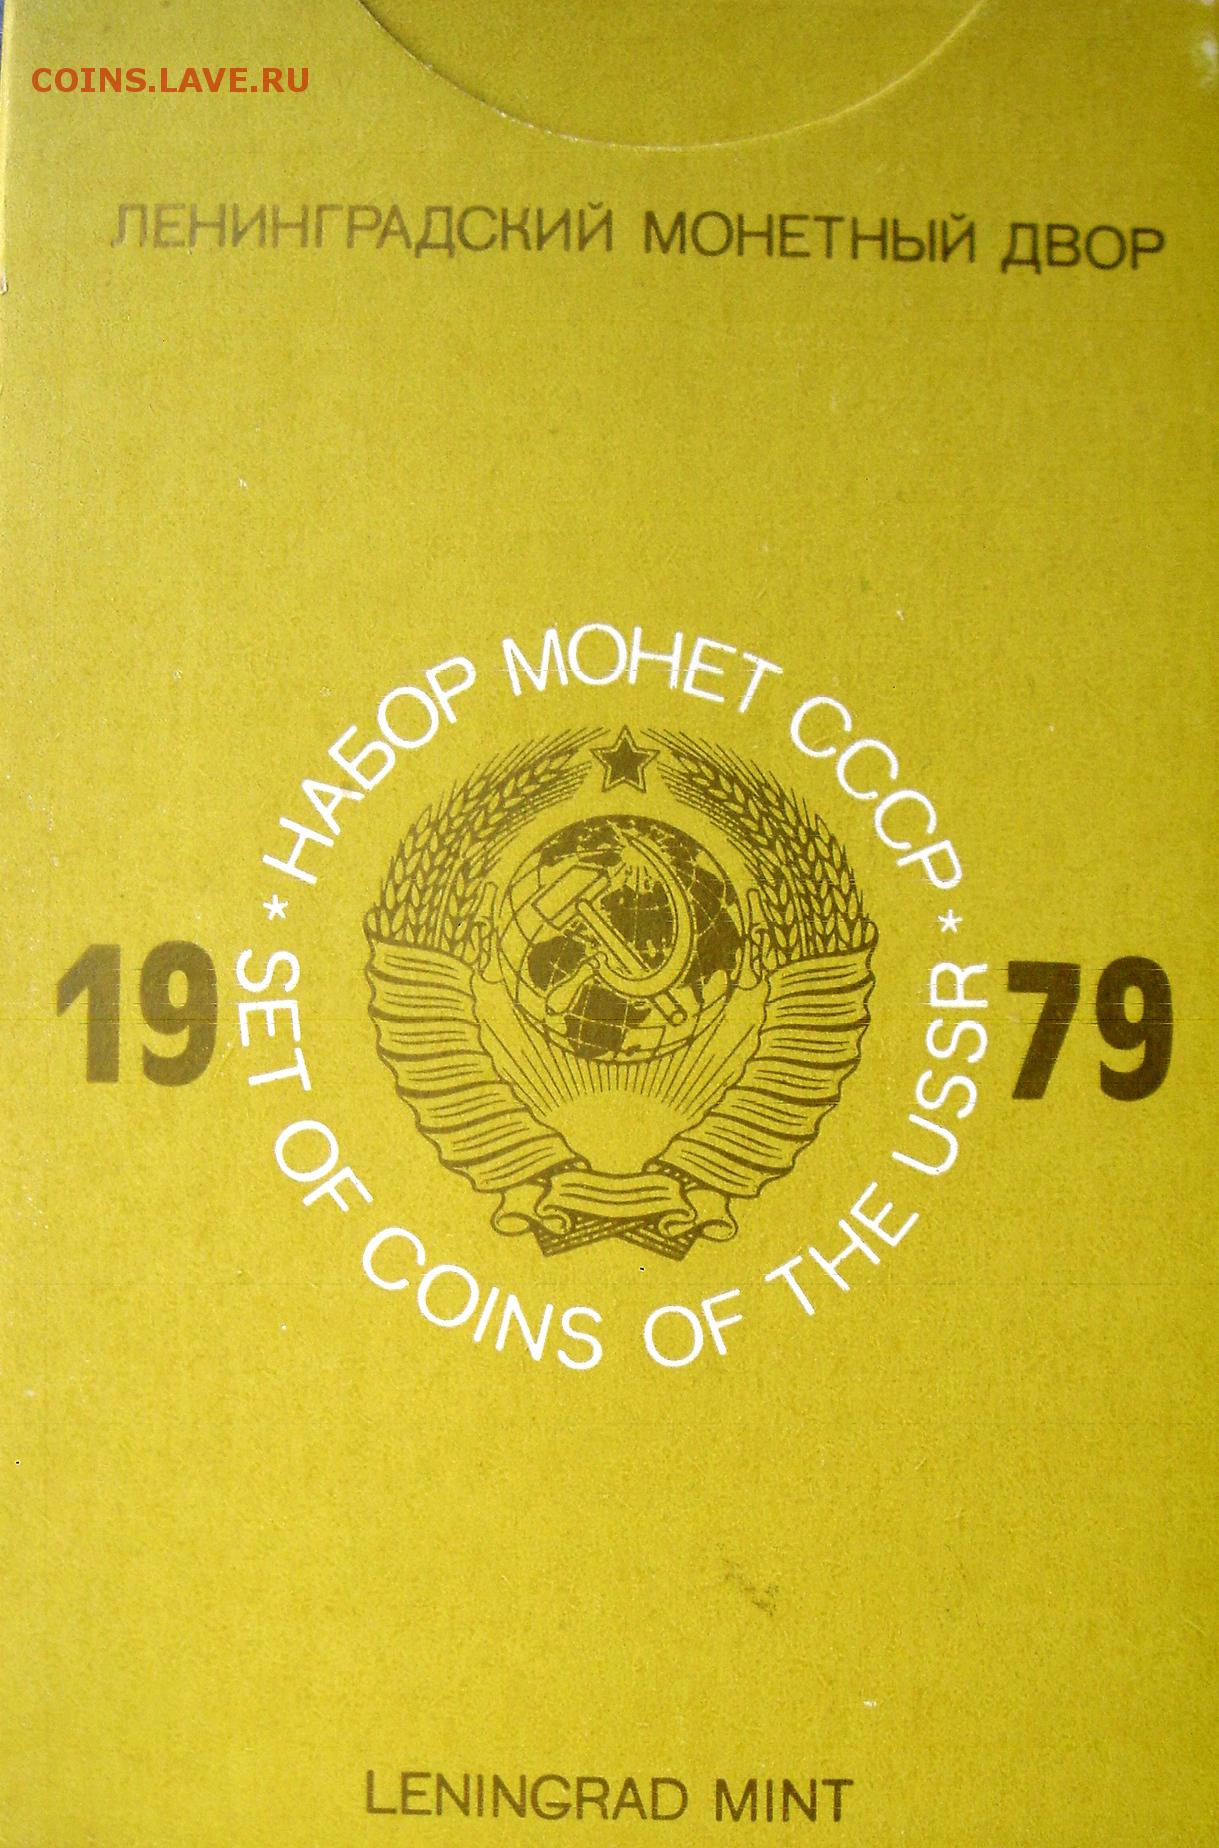 COINS.LAVE.RU
ЛЕНИНГРАДСКИЙ МОНЕТНЫЙ ДВОР
* НАБОР МОНЕТ СССР *
19 79
SET OF COINS OF THE USSR
LENINGRAD MINT